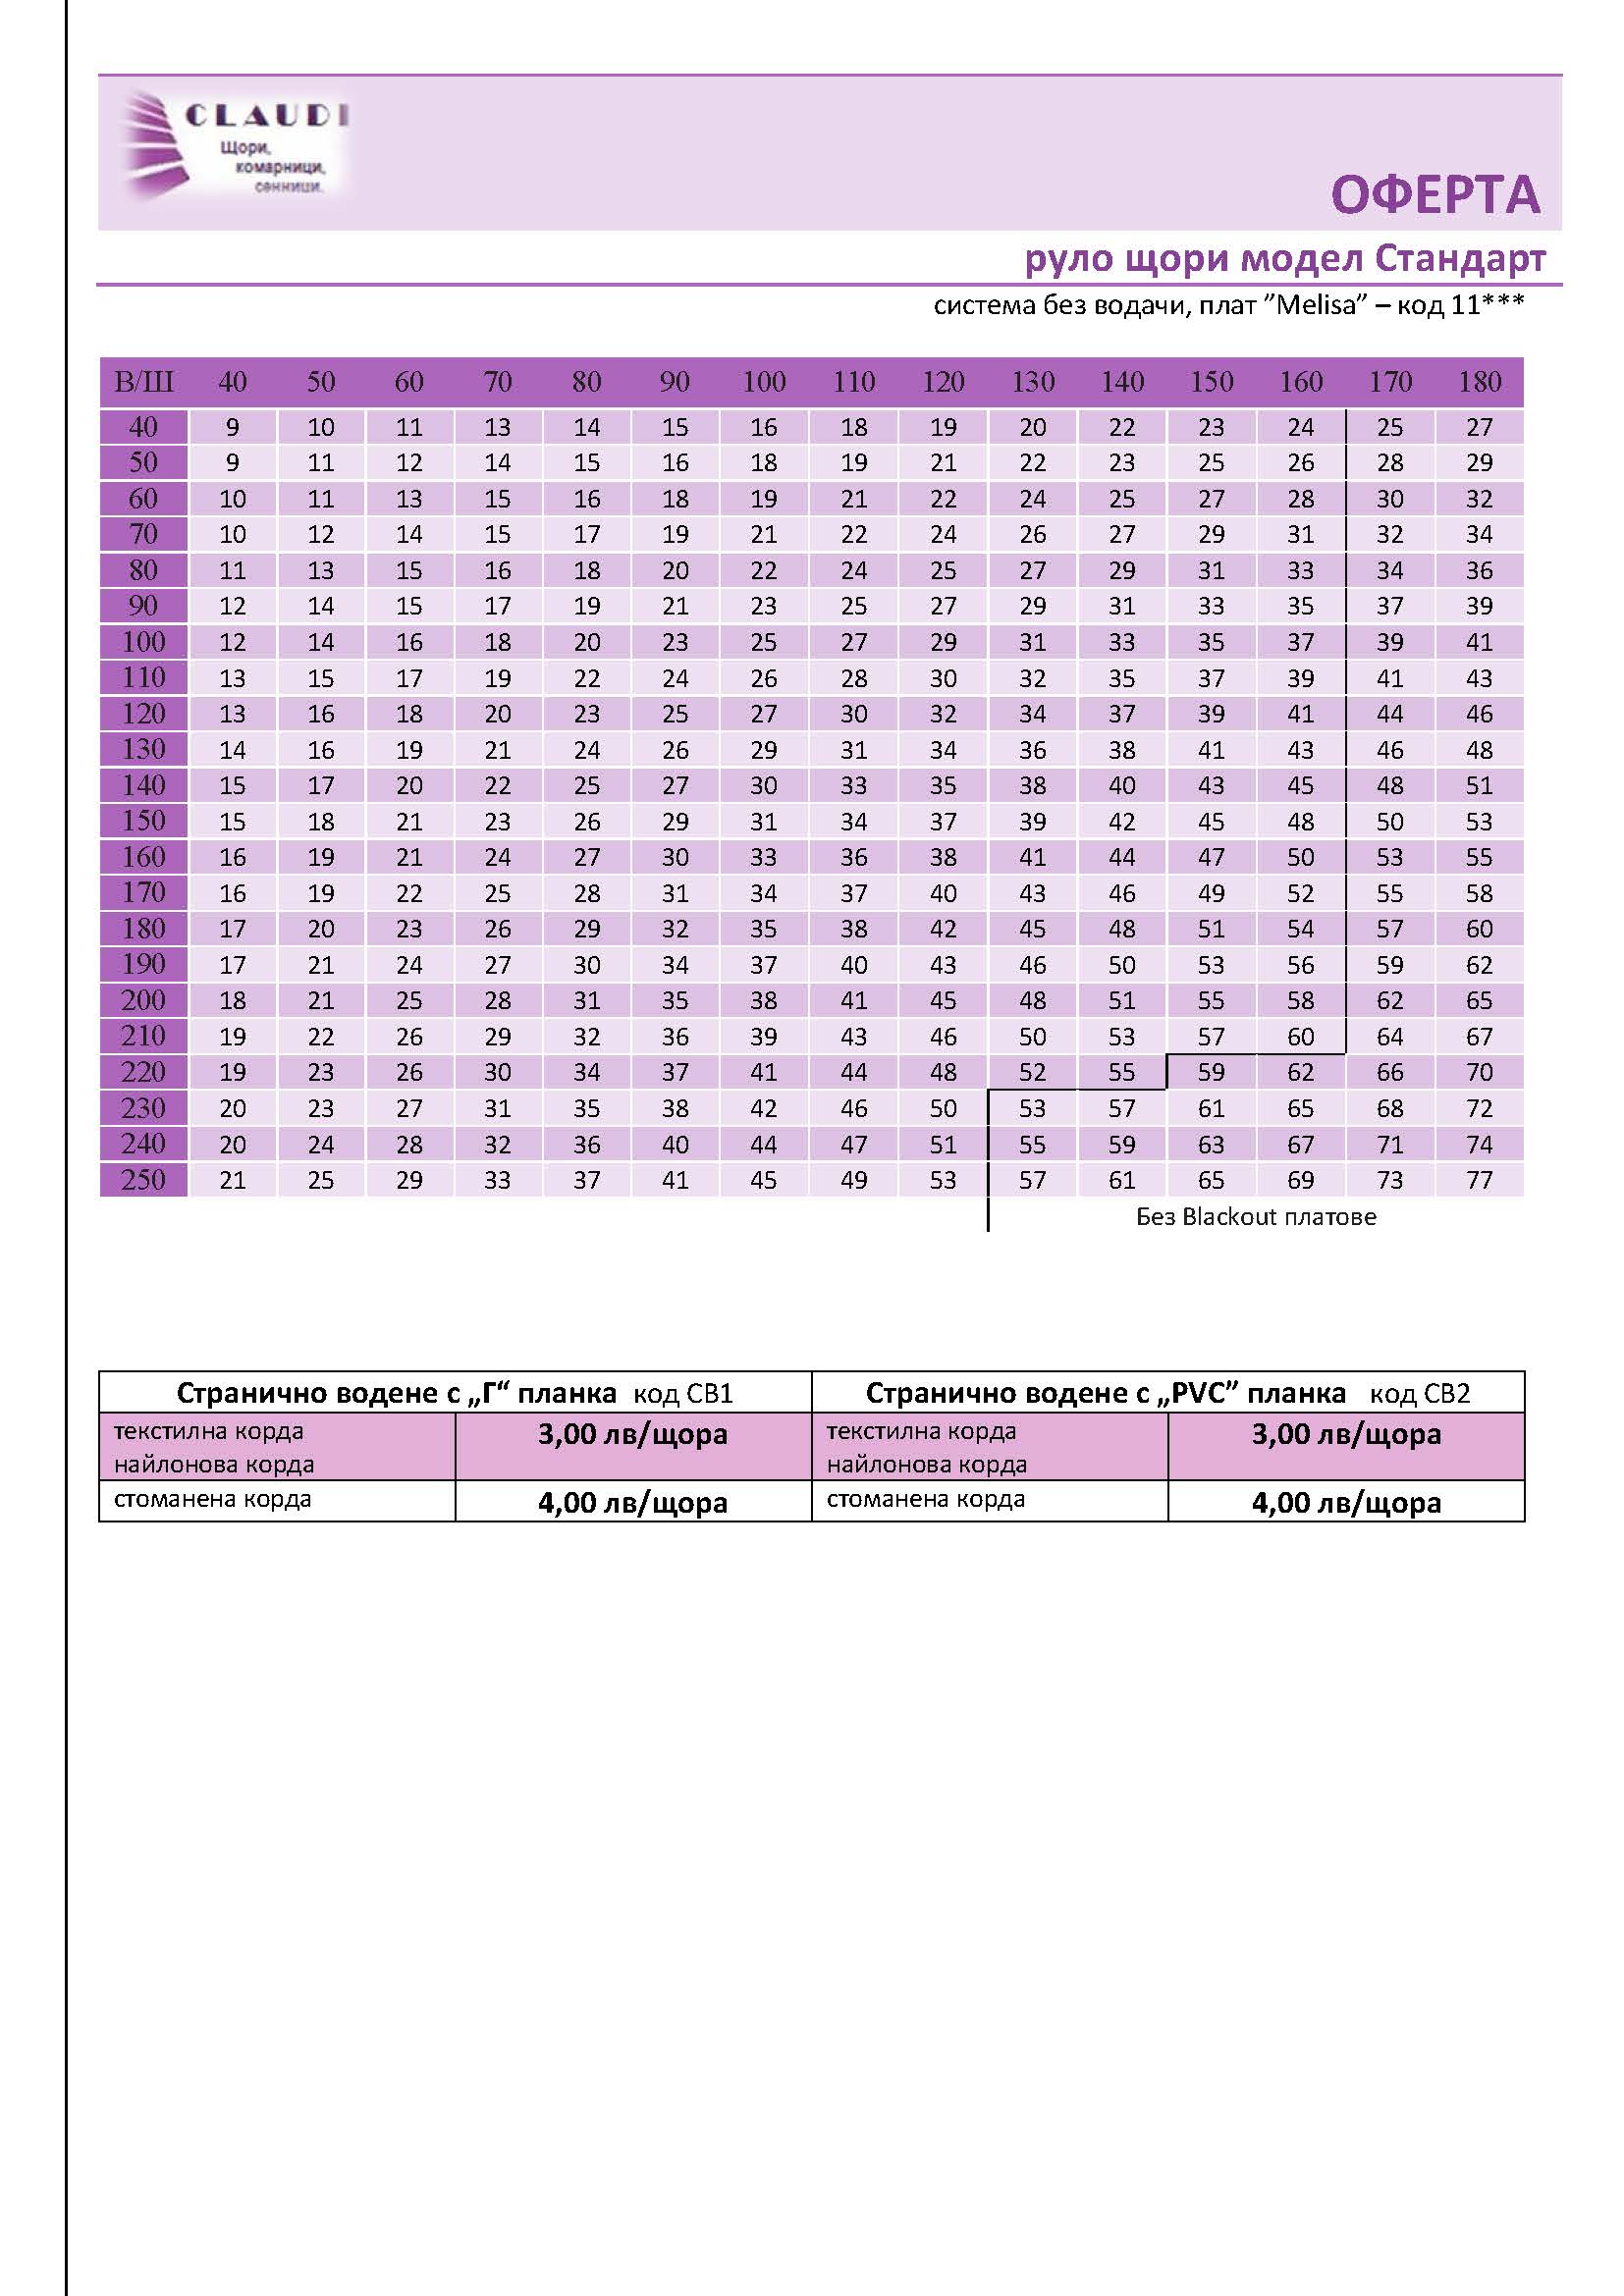 CLAUDI
Щори,
комарници,
сенници.
ОФЕРТА
руло щори модел Стандарт
система без водачи, плат ”Melisa” – код 11***
В/Ш 40 50 60 70 80 90 100 110 120 130 140 150 160 170 180
40 9 10 11 13 14 15 16 18 19 20 22 23 24 25 27
50 9 11 12 14 15 16 18 19 21 22 23 25 26 28 29
60 10 11 13 15 16 18 19 21 22 24 25 27 28 30 32
70 10 12 14 15 17 19 21 22 24 26 27 29 31 32 34
80 11 13 15 16 18 20 22 24 25 27 29 31 33 34 36
90 12 14 15 17 19 21 23 25 27 29 31 33 35 37 39
100 12 14 16 18 20 23 25 27 29 31 33 35 37 39 41
110 13 15 17 19 22 24 26 28 30 32 35 37 39 41 43
120 13 16 18 20 23 25 27 30 32 34 37 39 41 44 46
130 14 16 19 21 24 26 29 31 34 36 38 41 43 46 48
140 15 17 20 22 25 27 30 33 35 38 40 43 45 48 51
150 15 18 21 23 26 29 31 34 37 39 42 45 48 50 53
160 16 19 21 24 27 30 33 36 38 41 44 47 50 53 55
170 16 19 22 25 28 31 34 37 40 43 46 49 52 55 58
180 17 20 23 26 29 32 35 38 42 45 48 51 54 57 60
190 17 21 24 27 30 34 37 40 43 46 50 53 56 59 62
200 18 21 25 28 31 35 38 41 45 48 51 55 58 62 65
210 19 22 26 29 32 36 39 43 46 50 53 57 60 64 67
220 19 23 26 30 34 37 41 44 48 52 55 59 62 66 70
230 20 23 27 31 35 38 42 46 50 53 57 61 65 68 72
240 20 24 28 32 36 40 44 47 51 55 59 63 67 71 74
250 21 25 29 33 37 41 45 49 53 57 61 65 69 73 77
Без Blackout платове
Странично водене с „Г“ планка код СВ1 Странично водене с „PVC” планка код СВ2
текстилна корда 3,00 лв/щора текстилна корда 3,00 лв/щора
найлонова корда найлонова корда
стоманена корда 4,00 лв/щора стоманена корда 4,00 лв/щора